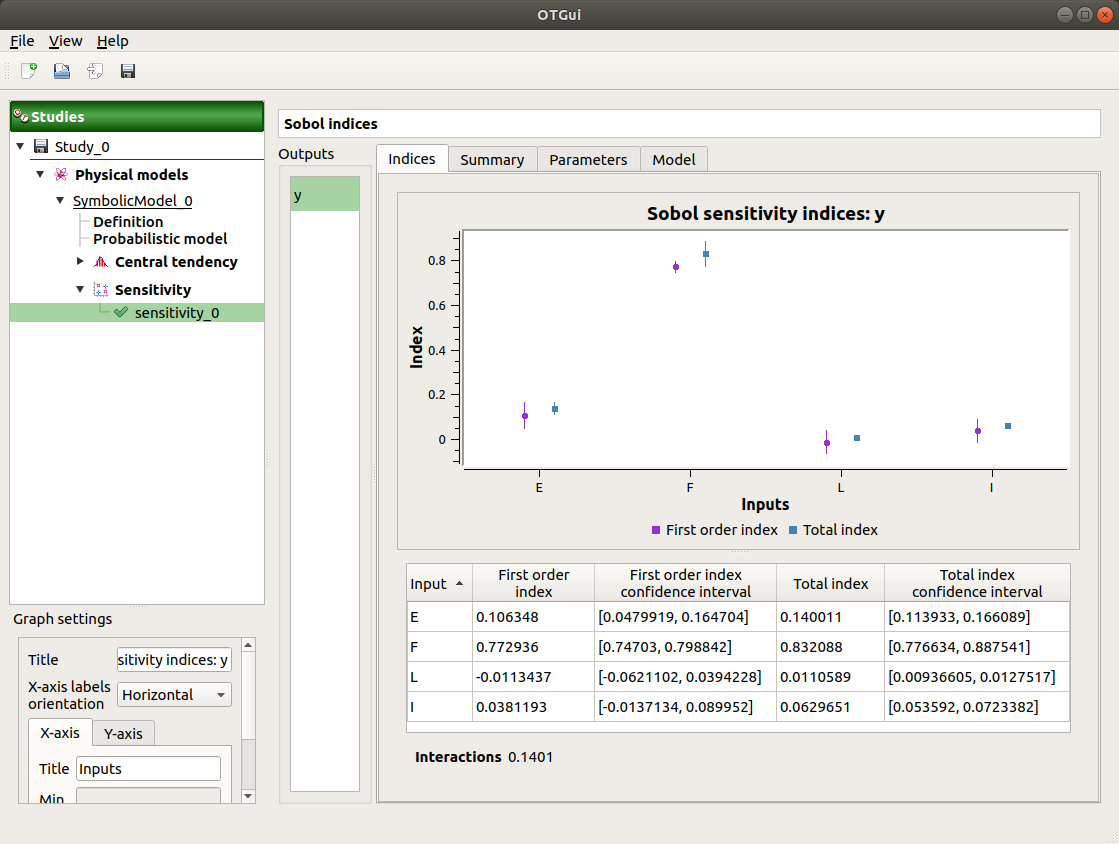 OTGui
File View Help
Studies
Study_0
Physical models
SymbolicModel_0
Definition
Probabilistic model
Central tendency
Sensitivity
sensitivity_0
Graph settings
Title sitivity indices: y
X-axis labels
orientation
Horizontal
X-axis Y-axis
Title Inputs
Min
Sobol indices
Outputs
y
Indices Summary Parameters Model
Sobol sensitivity indices: y
Index
0.8
0.6
0.4
0.2
0
E F L I
Inputs
First order index Total index
Input First order index First order index confidence interval Total index Total index confidence interval
E 0.106348 [0.0479919, 0.164704] 0.140011 [0.113933, 0.166089]
F 0.772936 [0.74703, 0.798842] 0.832088 [0.776634, 0.887541]
L -0.0113437 [-0.0621102, 0.0394228] 0.0110589 [0.00936605, 0.0127517]
I 0.0381193 [-0.0137134, 0.089952] 0.0629651 [0.053592, 0.0723382]
Interactions 0.1401